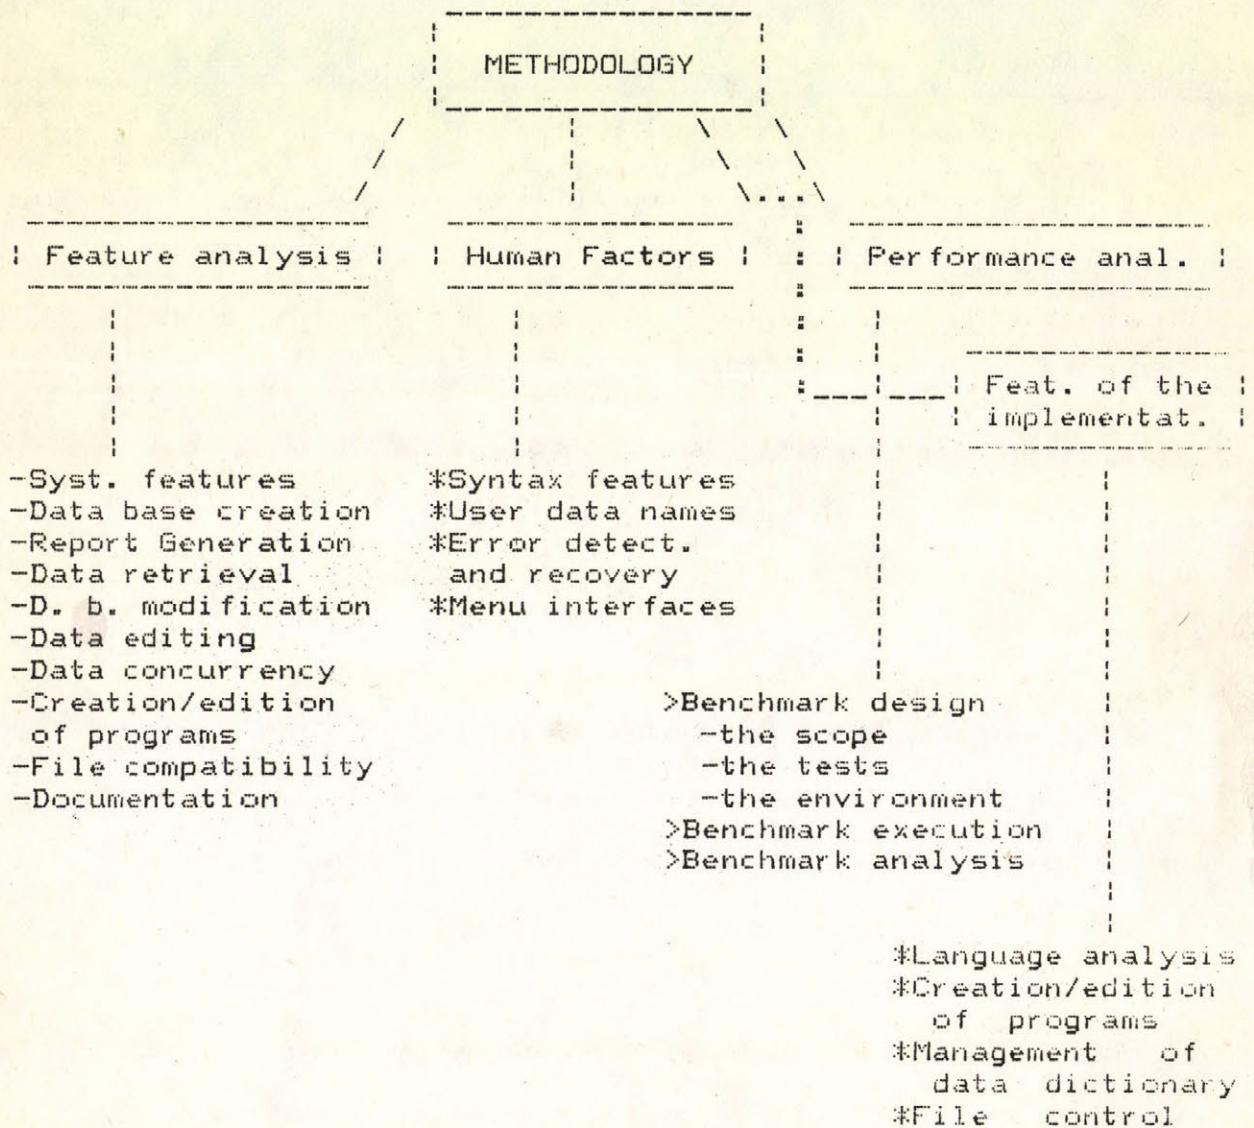 METHODOLOGY
Feature analysis
Human Factors
Performance anal.
Feat. of the
implementat.
-Syst. features
-Data base creation
-Report Generation
-Data retrieval
-D. b. modification
-Data editing
-Data concurrency
-Creation/edition
of programs
-File compatibility
-Documentation
*Syntax features
*User data names
*Error detect.
and recovery
*Menu interfaces
>Benchmark design
-the scope
-the tests
-the environment
>Benchmark execution
>Benchmark analysis
*Language analysis
*Creation/edition
of programs
*Management of
data dictionary
*File control